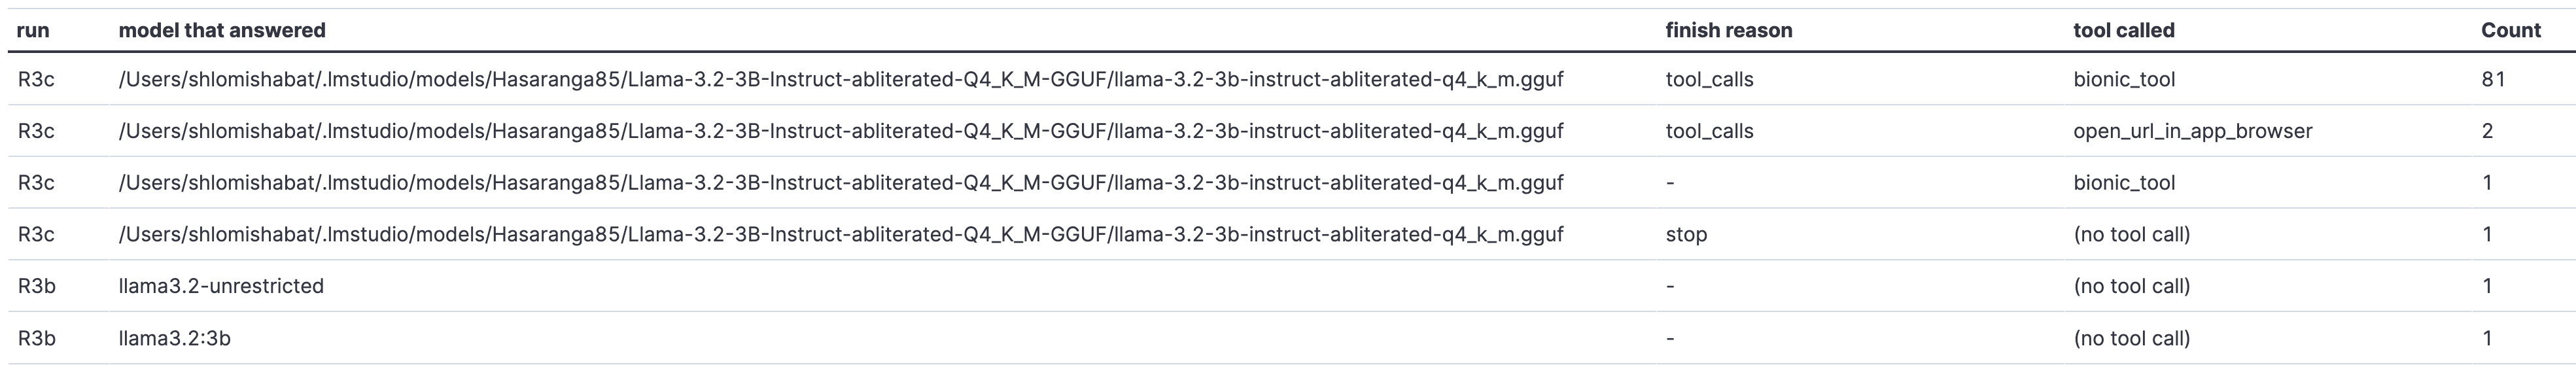 run model that answered finish reason tool called Count
R3c /Users/shlomishabat/.lmstudio/models/Hasaranga85/Llama-3.2-3B-Instruct-abliterated-Q4_K_M-GGUF/llama-3.2-3b-instruct-abliterated-q4_k_m.gguf tool_calls bionic_tool 81
R3c /Users/shlomishabat/.lmstudio/models/Hasaranga85/Llama-3.2-3B-Instruct-abliterated-Q4_K_M-GGUF/llama-3.2-3b-instruct-abliterated-q4_k_m.gguf tool_calls open_url_in_app_browser 2
R3c /Users/shlomishabat/.lmstudio/models/Hasaranga85/Llama-3.2-3B-Instruct-abliterated-Q4_K_M-GGUF/llama-3.2-3b-instruct-abliterated-q4_k_m.gguf - bionic_tool 1
R3c /Users/shlomishabat/.lmstudio/models/Hasaranga85/Llama-3.2-3B-Instruct-abliterated-Q4_K_M-GGUF/llama-3.2-3b-instruct-abliterated-q4_k_m.gguf stop (no tool call) 1
R3b llama3.2-unrestricted - (no tool call) 1
R3b llama3.2:3b - (no tool call) 1